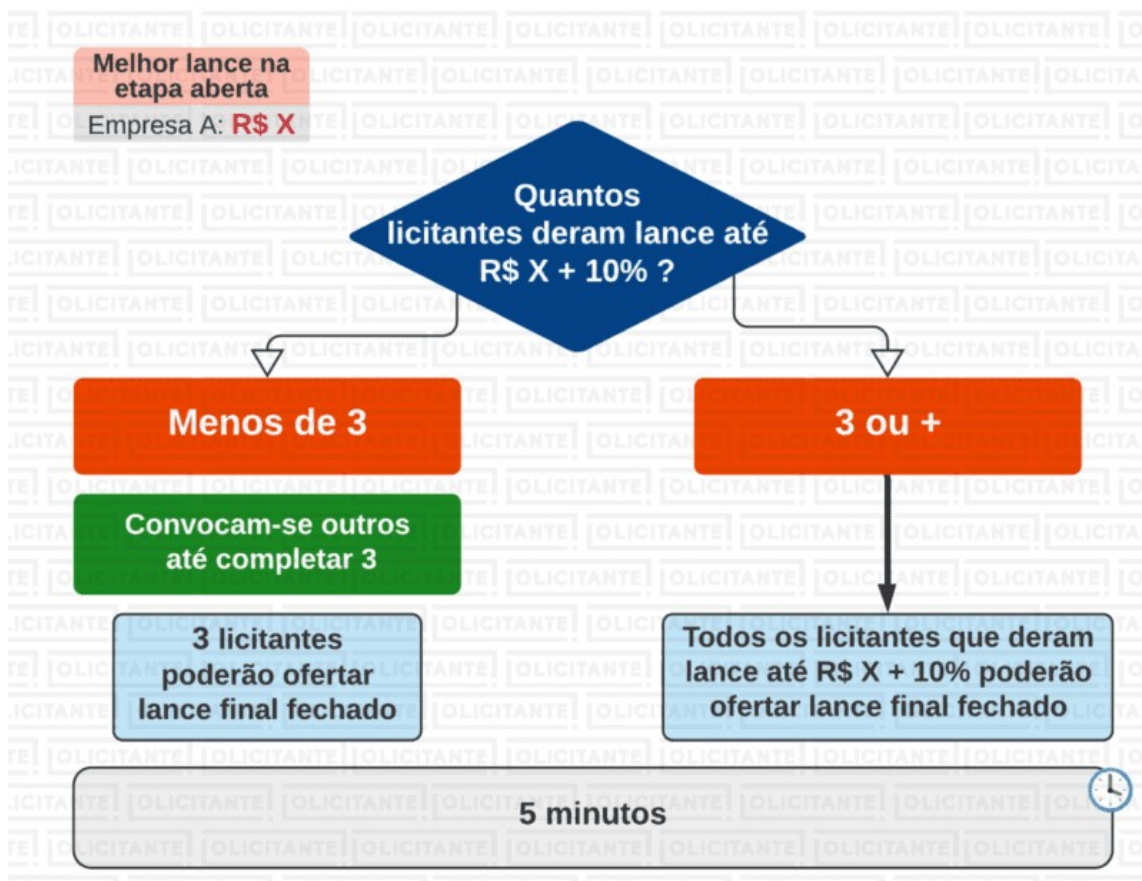 Melhor lance na
etapa aberta
Empresa A: R$ X
Quantos
licitantes deram lance até
R$ X + 10% ?
Menos de 3
3 ou +
Convocam-se outros
até completar 3
3 licitantes
poderão ofertar
lance final fechado
Todos os licitantes que deram
lance até R$ X + 10% poderão
ofertar lance final fechado
5 minutos
OLICITANTE